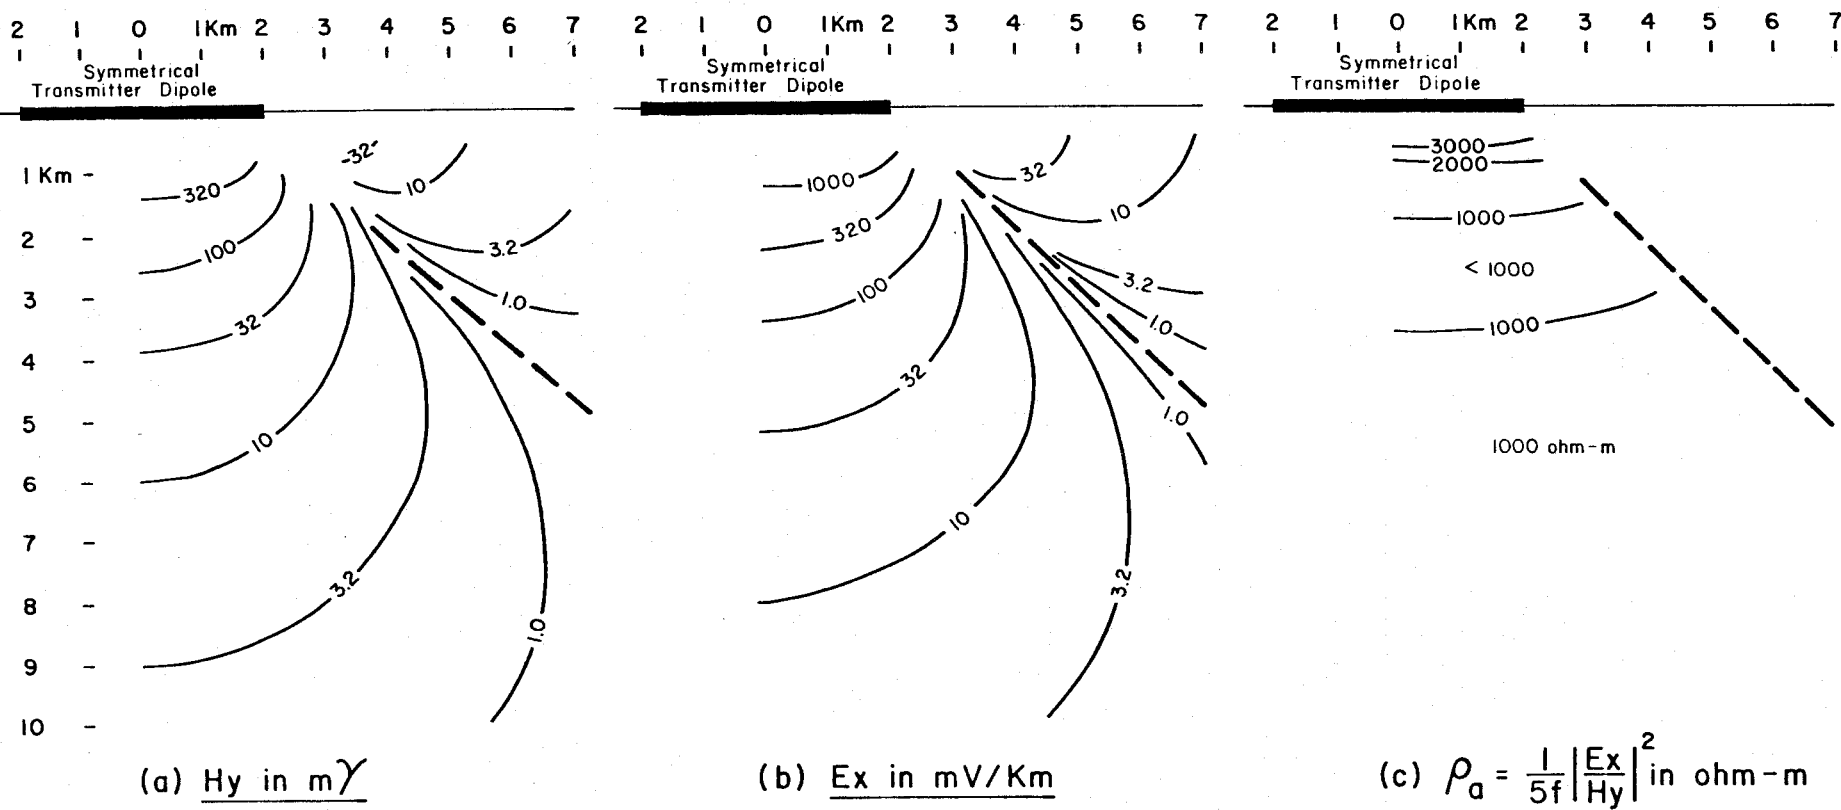 2 1 0 1Km 2 3 4 5 6 7
Symmetrical
Transmitter Dipole
1 Km
2
3
4
5
6
7
8
9
10
320
100
32
10
3.2
1.0
-32-
10
3.2
1.0
(a) Hy in mγ
2 1 0 1Km 2 3 4 5 6 7
Symmetrical
Transmitter Dipole
1000
320
100
32
10
3.2
1.0
32
10
3.2
1.0
(b) Ex in mV/Km
2 1 0 1Km 2 3 4 5 6 7
Symmetrical
Transmitter Dipole
3000
2000
1000
< 1000
1000
1000 ohm-m
(c) ρa = 1/5f |Ex/Hy|² in ohm-m